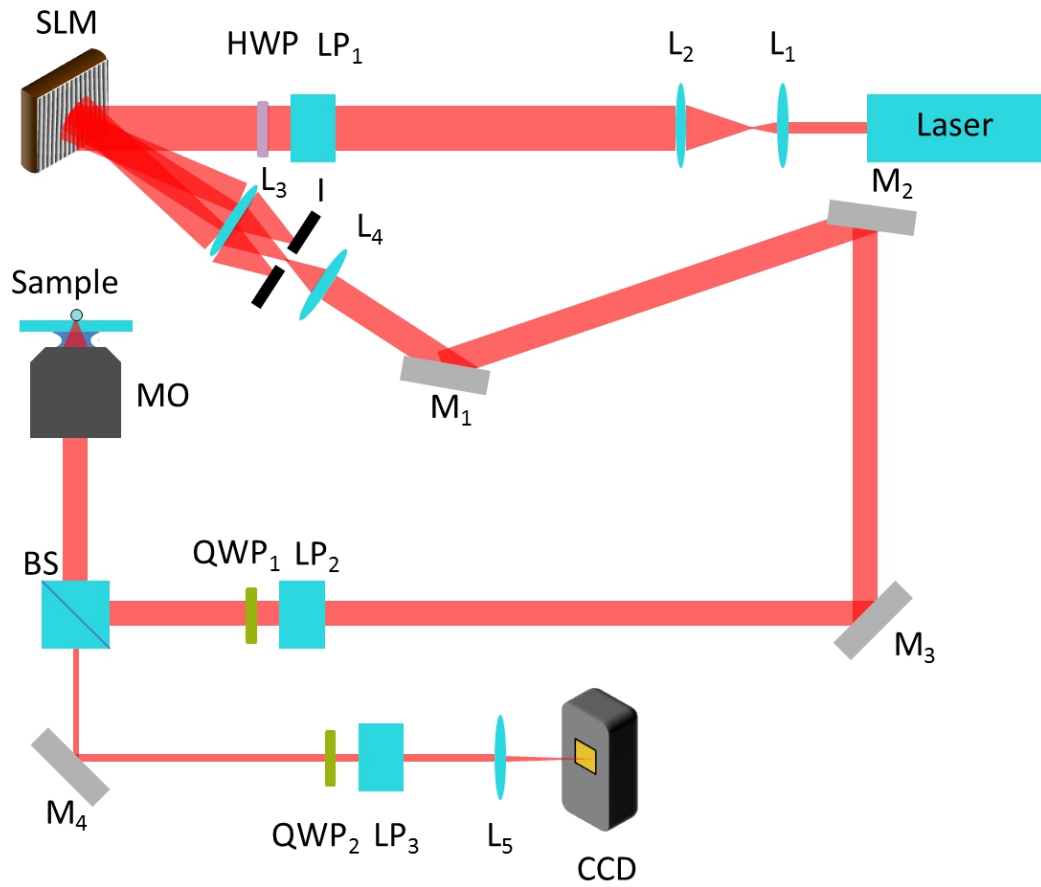 SLM
HWP LP₁
L₂
L₁
Laser
L₃
I
M₂
L₄
Sample
MO
M₁
BS
QWP₁ LP₂
M₃
M₄
QWP₂ LP₃
L₅
CCD